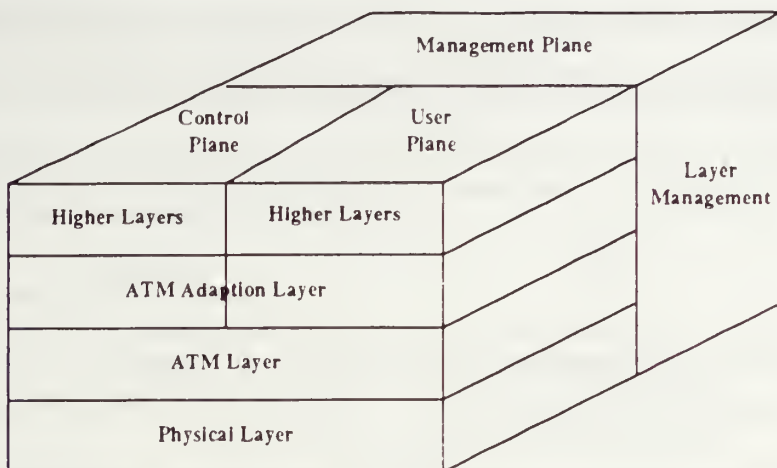 Management Plane
Control
Plane
User
Plane
Layer
Management
Higher Layers
Higher Layers
ATM Adaption Layer
ATM Layer
Physical Layer